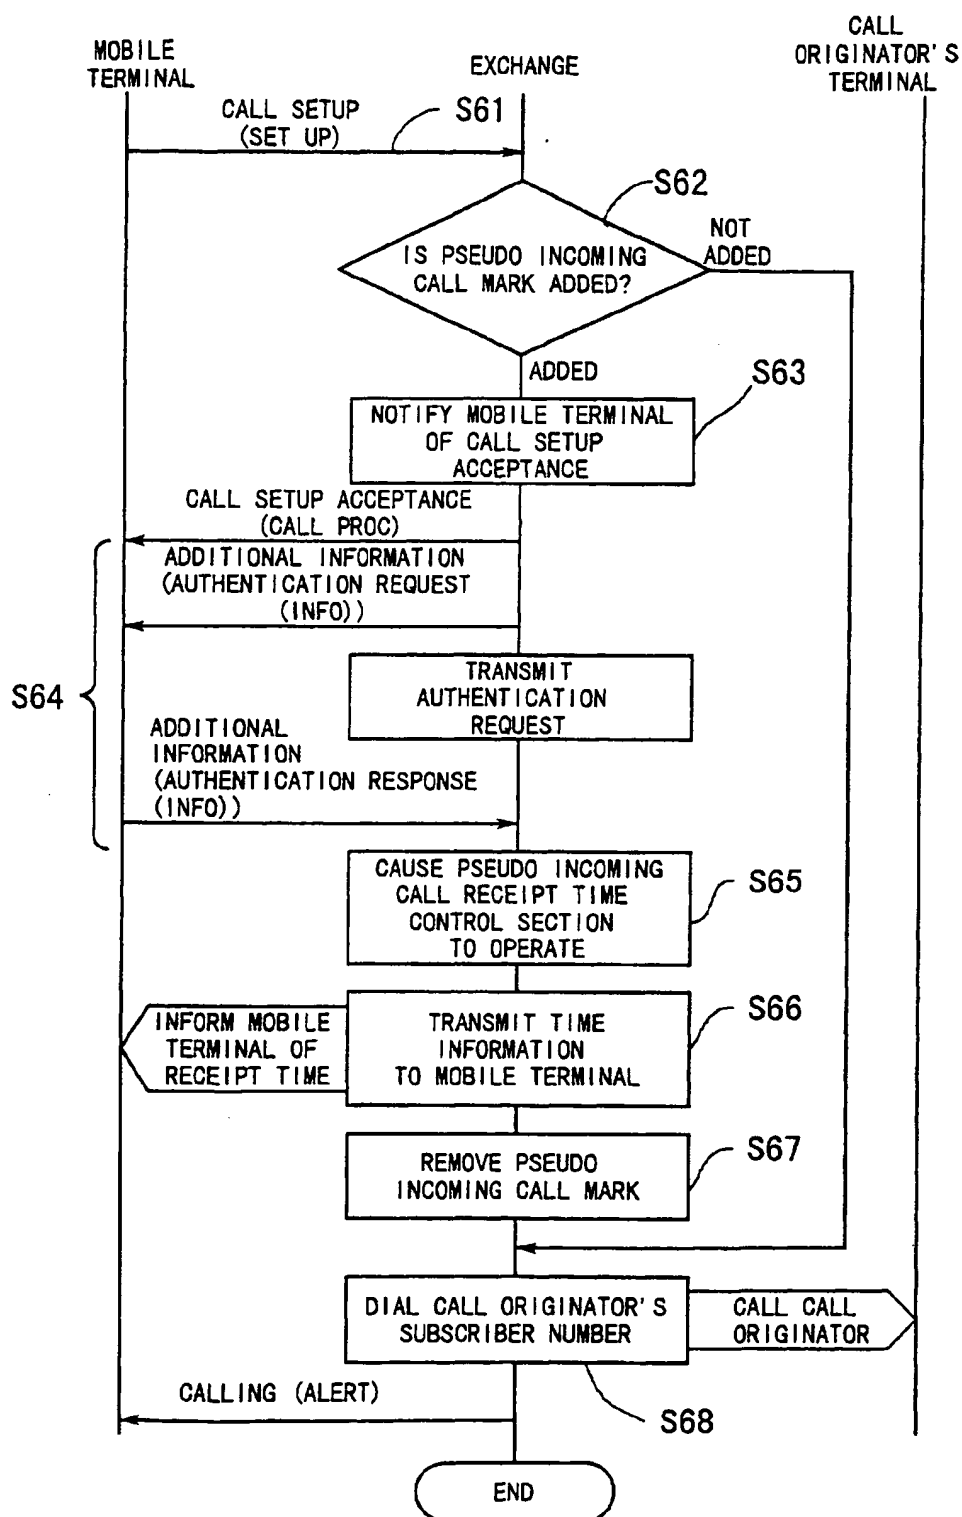 MOBILE
TERMINAL
EXCHANGE
CALL
ORIGINATOR'S
TERMINAL
CALL SETUP
(SET UP)
S61
S62
IS PSEUDO INCOMING
CALL MARK ADDED?
NOT
ADDED
ADDED
S63
NOTIFY MOBILE TERMINAL
OF CALL SETUP
ACCEPTANCE
CALL SETUP ACCEPTANCE
(CALL PROC)
ADDITIONAL INFORMATION
(AUTHENTICATION REQUEST
(INFO))
S64
TRANSMIT
AUTHENTICATION
REQUEST
ADDITIONAL
INFORMATION
(AUTHENTICATION RESPONSE
(INFO))
CAUSE PSEUDO INCOMING
CALL RECEIPT TIME
CONTROL SECTION
TO OPERATE
S65
INFORM MOBILE
TERMINAL OF
RECEIPT TIME
TRANSMIT TIME
INFORMATION
TO MOBILE TERMINAL
S66
REMOVE PSEUDO
INCOMING CALL MARK
S67
DIAL CALL ORIGINATOR'S
SUBSCRIBER NUMBER
CALL CALL
ORIGINATOR
CALLING (ALERT)
S68
END